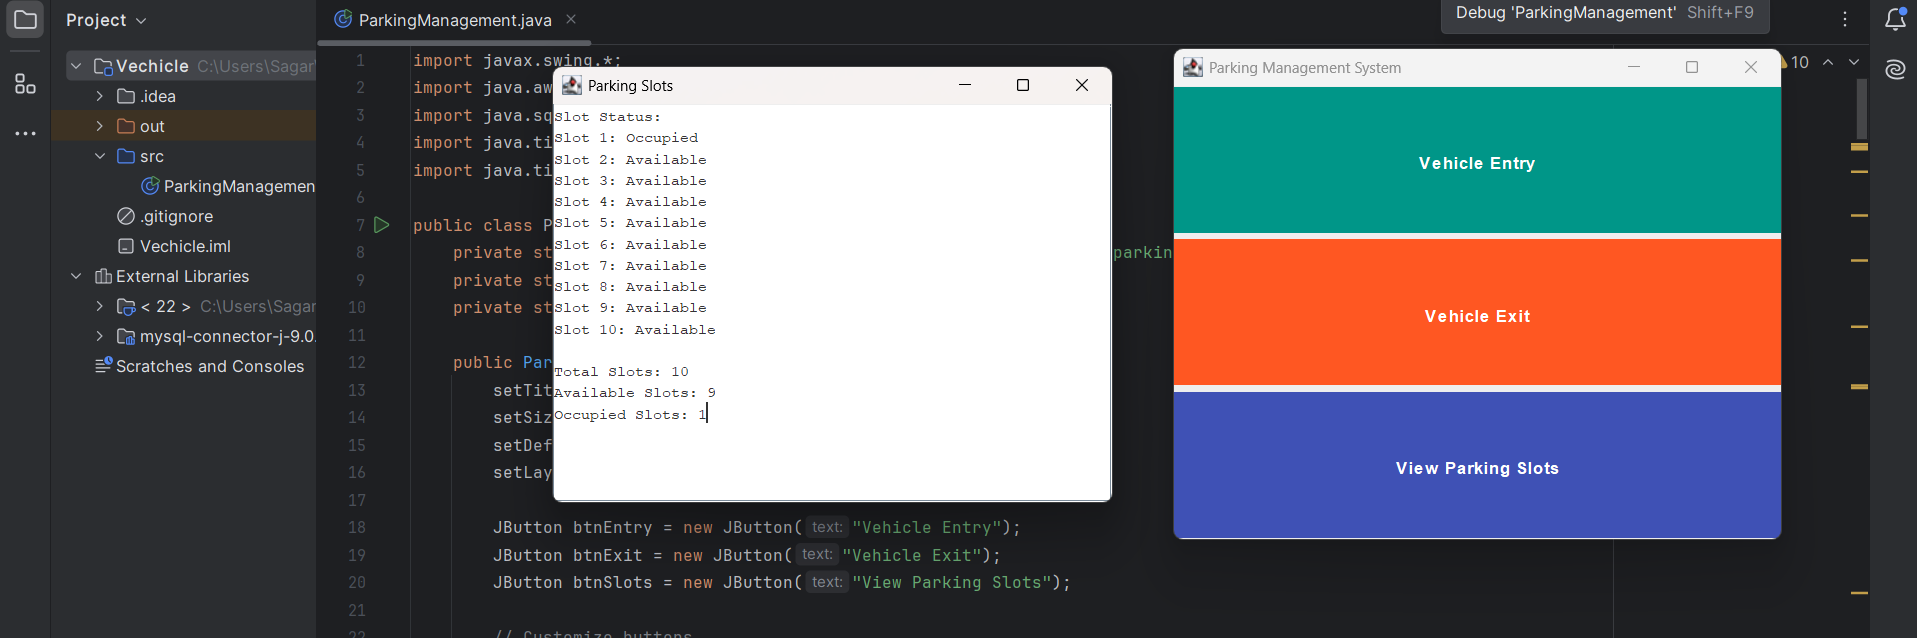 Project
ParkingManagement.java
Debug 'ParkingManagement' Shift+F9
Vechicle C:\Users\Sagar\
.idea
out
src
ParkingManagemen
.gitignore
Vechicle.iml
External Libraries
< 22 > C:\Users\Sagar
mysql-connector-j-9.0.
Scratches and Consoles
10
1 import javax.swing.*;
2 import java.aw
3 import java.sq
4 import java.ti
5 import java.ti
6
7 public class P
8 private st parkin
9 private st
10 private st
11
12 public Par
13 setTit
14 setSiz
15 setDef
16 setLay
17
18 JButton btnEntry = new JButton( text: "Vehicle Entry");
19 JButton btnExit = new JButton( text: "Vehicle Exit");
20 JButton btnSlots = new JButton( text: "View Parking Slots");
21
22 // Customize buttons
Parking Slots
Slot Status:
Slot 1: Occupied
Slot 2: Available
Slot 3: Available
Slot 4: Available
Slot 5: Available
Slot 6: Available
Slot 7: Available
Slot 8: Available
Slot 9: Available
Slot 10: Available
Total Slots: 10
Available Slots: 9
Occupied Slots: 1
Parking Management System
Vehicle Entry
Vehicle Exit
View Parking Slots